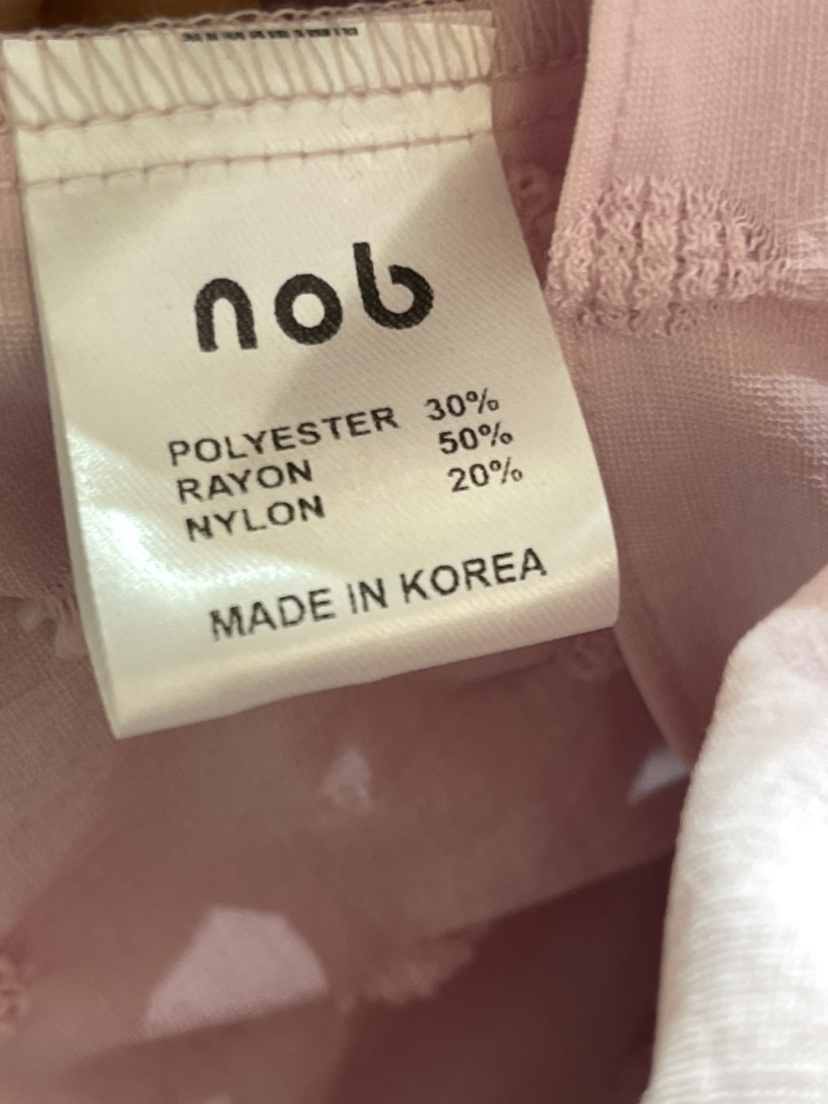 nob
POLYESTER 30%
RAYON 50%
NYLON 20%
MADE IN KOREA